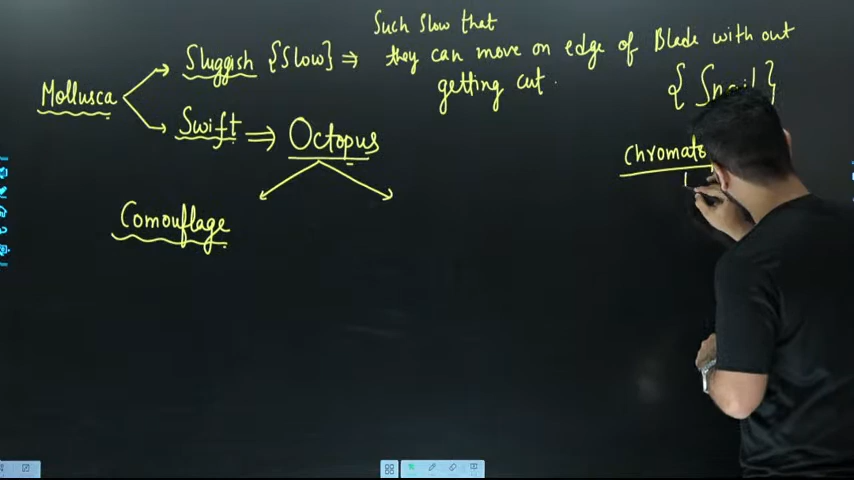 Such Slow that
Mollusca
Sluggish {Slow} ⇒ they can move on edge of Blade with out
getting cut.
Swift ⇒ Octopus
Comouflage